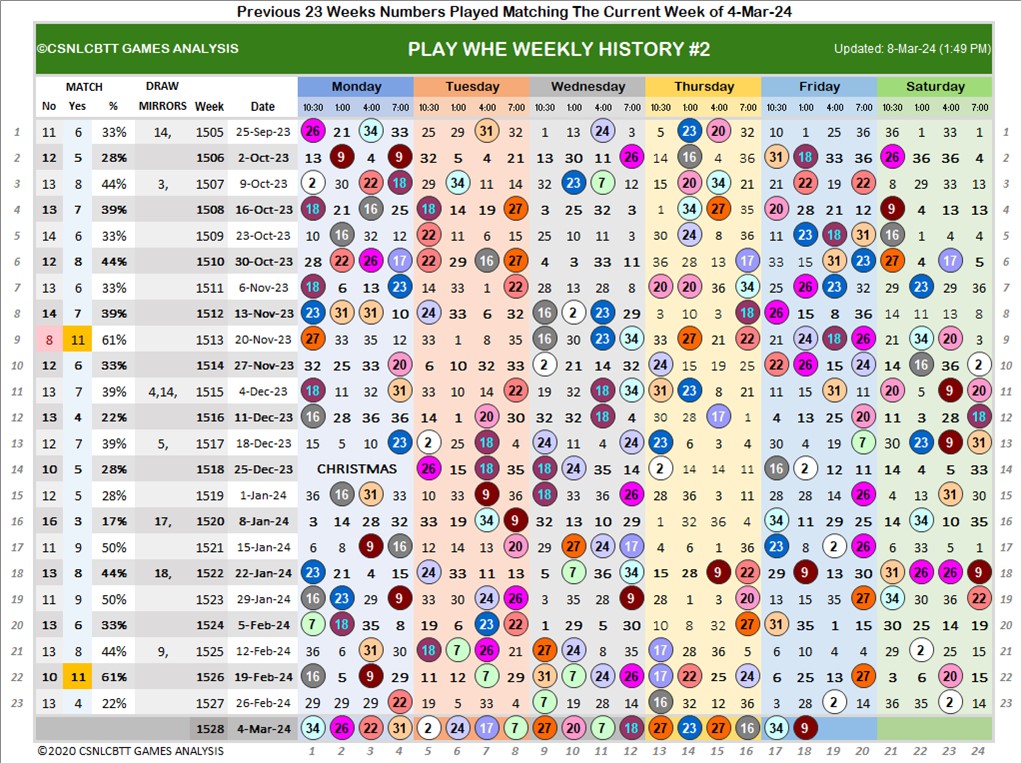 Previous 23 Weeks Numbers Played Matching The Current Week of 4-Mar-24
©CSNLCBTT GAMES ANALYSIS PLAY WHE WEEKLY HISTORY #2 Updated: 8-Mar-24 (1:49 PM)
MATCH DRAW Monday Tuesday Wednesday Thursday Friday Saturday
No Yes % MIRRORS Week Date 10:30 1:00 4:00 7:00 10:30 1:00 4:00 7:00 10:30 1:00 4:00 7:00 10:30 1:00 4:00 7:00 10:30 1:00 4:00 7:00 10:30 1:00 4:00 7:00
1 11 6 33% 14, 1505 25-Sep-23 26 21 34 33 25 29 31 32 1 13 24 3 5 23 20 32 10 1 25 36 36 1 33 1 1
2 12 5 28% 1506 2-Oct-23 13 9 4 9 32 5 4 21 13 30 11 26 14 16 4 36 31 18 33 36 26 36 36 4 2
3 13 8 44% 3, 1507 9-Oct-23 2 30 22 18 29 34 11 14 32 23 7 12 15 20 34 21 21 22 19 22 8 29 33 13 3
4 13 7 39% 1508 16-Oct-23 18 21 16 25 18 14 19 27 3 25 32 3 1 34 27 35 20 28 21 12 9 4 13 13 4
5 14 6 33% 1509 23-Oct-23 10 16 32 12 22 11 6 15 25 10 11 3 30 24 8 36 11 23 18 31 16 1 4 4 5
6 12 8 44% 1510 30-Oct-23 28 22 26 17 22 29 16 27 4 3 33 11 36 28 13 17 33 15 31 23 27 4 17 5 6
7 13 6 33% 1511 6-Nov-23 18 6 13 23 14 33 1 22 28 13 28 8 20 20 36 34 25 26 23 32 29 23 29 36 7
8 14 7 39% 1512 13-Nov-23 23 31 31 10 24 33 6 32 16 2 23 29 3 10 3 18 26 15 8 36 14 11 13 8 8
9 8 11 61% 1513 20-Nov-23 27 33 35 12 33 1 8 35 16 30 23 34 33 27 21 22 21 24 18 26 29 34 20 3 9
10 12 6 33% 1514 27-Nov-23 32 25 33 20 6 10 32 33 2 21 14 32 24 15 19 25 22 26 15 24 14 16 36 2 10
11 13 7 39% 4,14, 1515 4-Dec-23 18 11 32 31 33 10 14 22 19 32 18 34 31 23 8 21 11 15 31 11 20 5 9 20 11
12 13 4 22% 1516 11-Dec-23 16 28 36 36 14 1 20 30 32 32 18 4 30 28 17 1 4 13 25 20 11 3 28 18 12
13 12 7 39% 5, 1517 18-Dec-23 15 5 10 23 2 25 18 4 24 11 4 24 23 6 3 4 30 4 19 7 30 23 9 31 13
14 10 5 28% 1518 25-Dec-23 CHRISTMAS 26 15 18 35 18 24 35 14 2 14 14 11 16 2 12 11 14 4 5 33 14
15 12 5 28% 1519 1-Jan-24 36 16 31 33 10 33 9 36 18 33 36 26 28 36 3 11 28 28 14 26 4 23 31 30 15
16 16 3 17% 17, 1520 8-Jan-24 3 14 28 32 33 19 34 9 32 13 10 29 1 32 36 4 34 11 29 25 14 34 10 35 16
17 11 9 50% 1521 15-Jan-24 6 8 9 16 12 14 13 20 29 27 24 17 4 6 1 36 23 8 2 26 6 33 5 1 17
18 13 8 44% 18, 1522 22-Jan-24 23 21 4 15 24 33 11 13 5 7 36 34 15 28 9 22 29 9 13 30 31 26 23 9 18
19 11 9 50% 1523 29-Jan-24 16 23 29 9 33 30 24 26 3 35 28 9 28 1 3 20 13 15 35 27 34 30 36 22 19
20 13 6 33% 1524 5-Feb-24 7 18 35 8 19 6 23 22 1 29 5 30 10 8 32 27 31 35 1 15 30 25 14 19 20
21 13 8 44% 9, 1525 12-Feb-24 36 6 31 30 18 7 26 21 27 24 8 35 17 28 36 5 6 10 4 4 29 2 25 15 21
22 10 11 61% 1526 19-Feb-24 16 5 9 29 11 12 7 29 31 7 24 26 17 22 25 24 6 25 13 27 3 6 20 15 22
23 13 4 22% 1527 26-Feb-24 29 29 29 22 19 5 33 4 7 19 28 14 16 32 12 36 3 28 2 14 36 35 2 14 23
1528 4-Mar-24 34 26 22 31 2 24 17 7 27 20 7 18 27 23 27 16 34 9
©2020 CSNLCBTT GAMES ANALYSIS 1 2 3 4 5 6 7 8 9 10 11 12 13 14 15 16 17 18 19 20 21 22 23 24